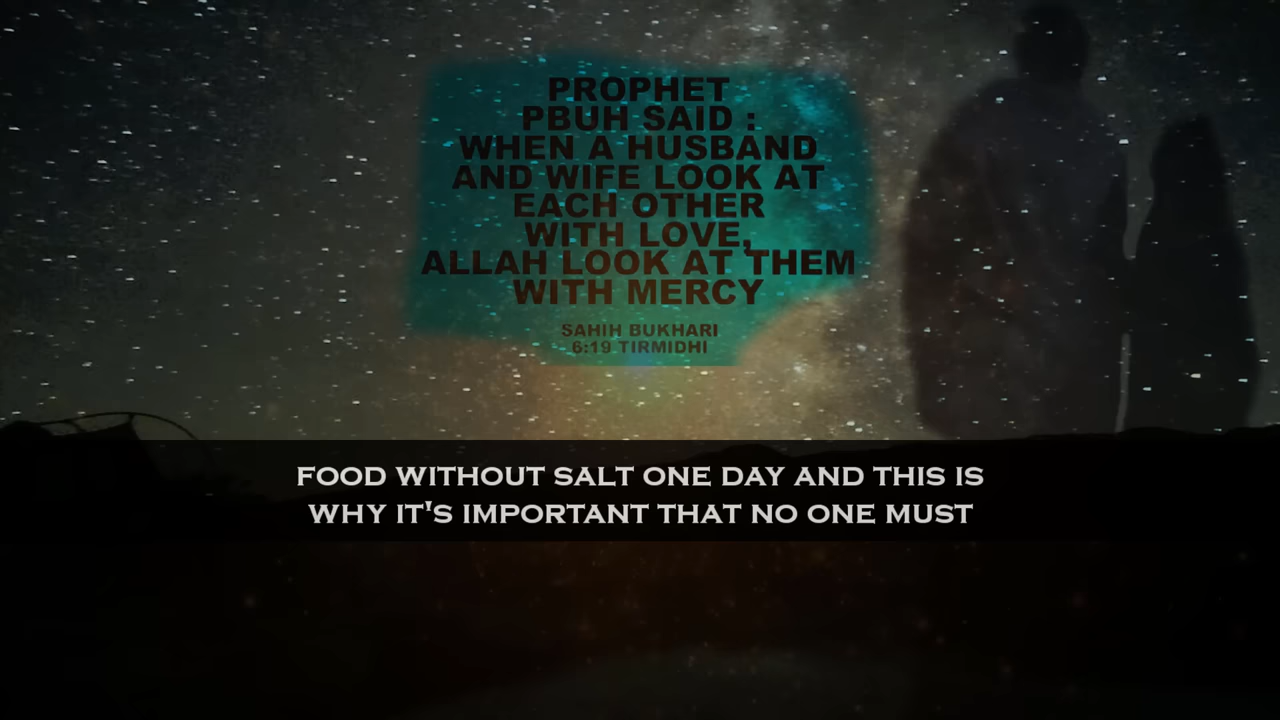 PROPHET
PBUH SAID :
WHEN A HUSBAND
AND WIFE LOOK AT
EACH OTHER
WITH LOVE,
ALLAH LOOK AT THEM
WITH MERCY
SAHIH BUKHARI
6:19 TIRMIDHI
FOOD WITHOUT SALT ONE DAY AND THIS IS
WHY IT'S IMPORTANT THAT NO ONE MUST